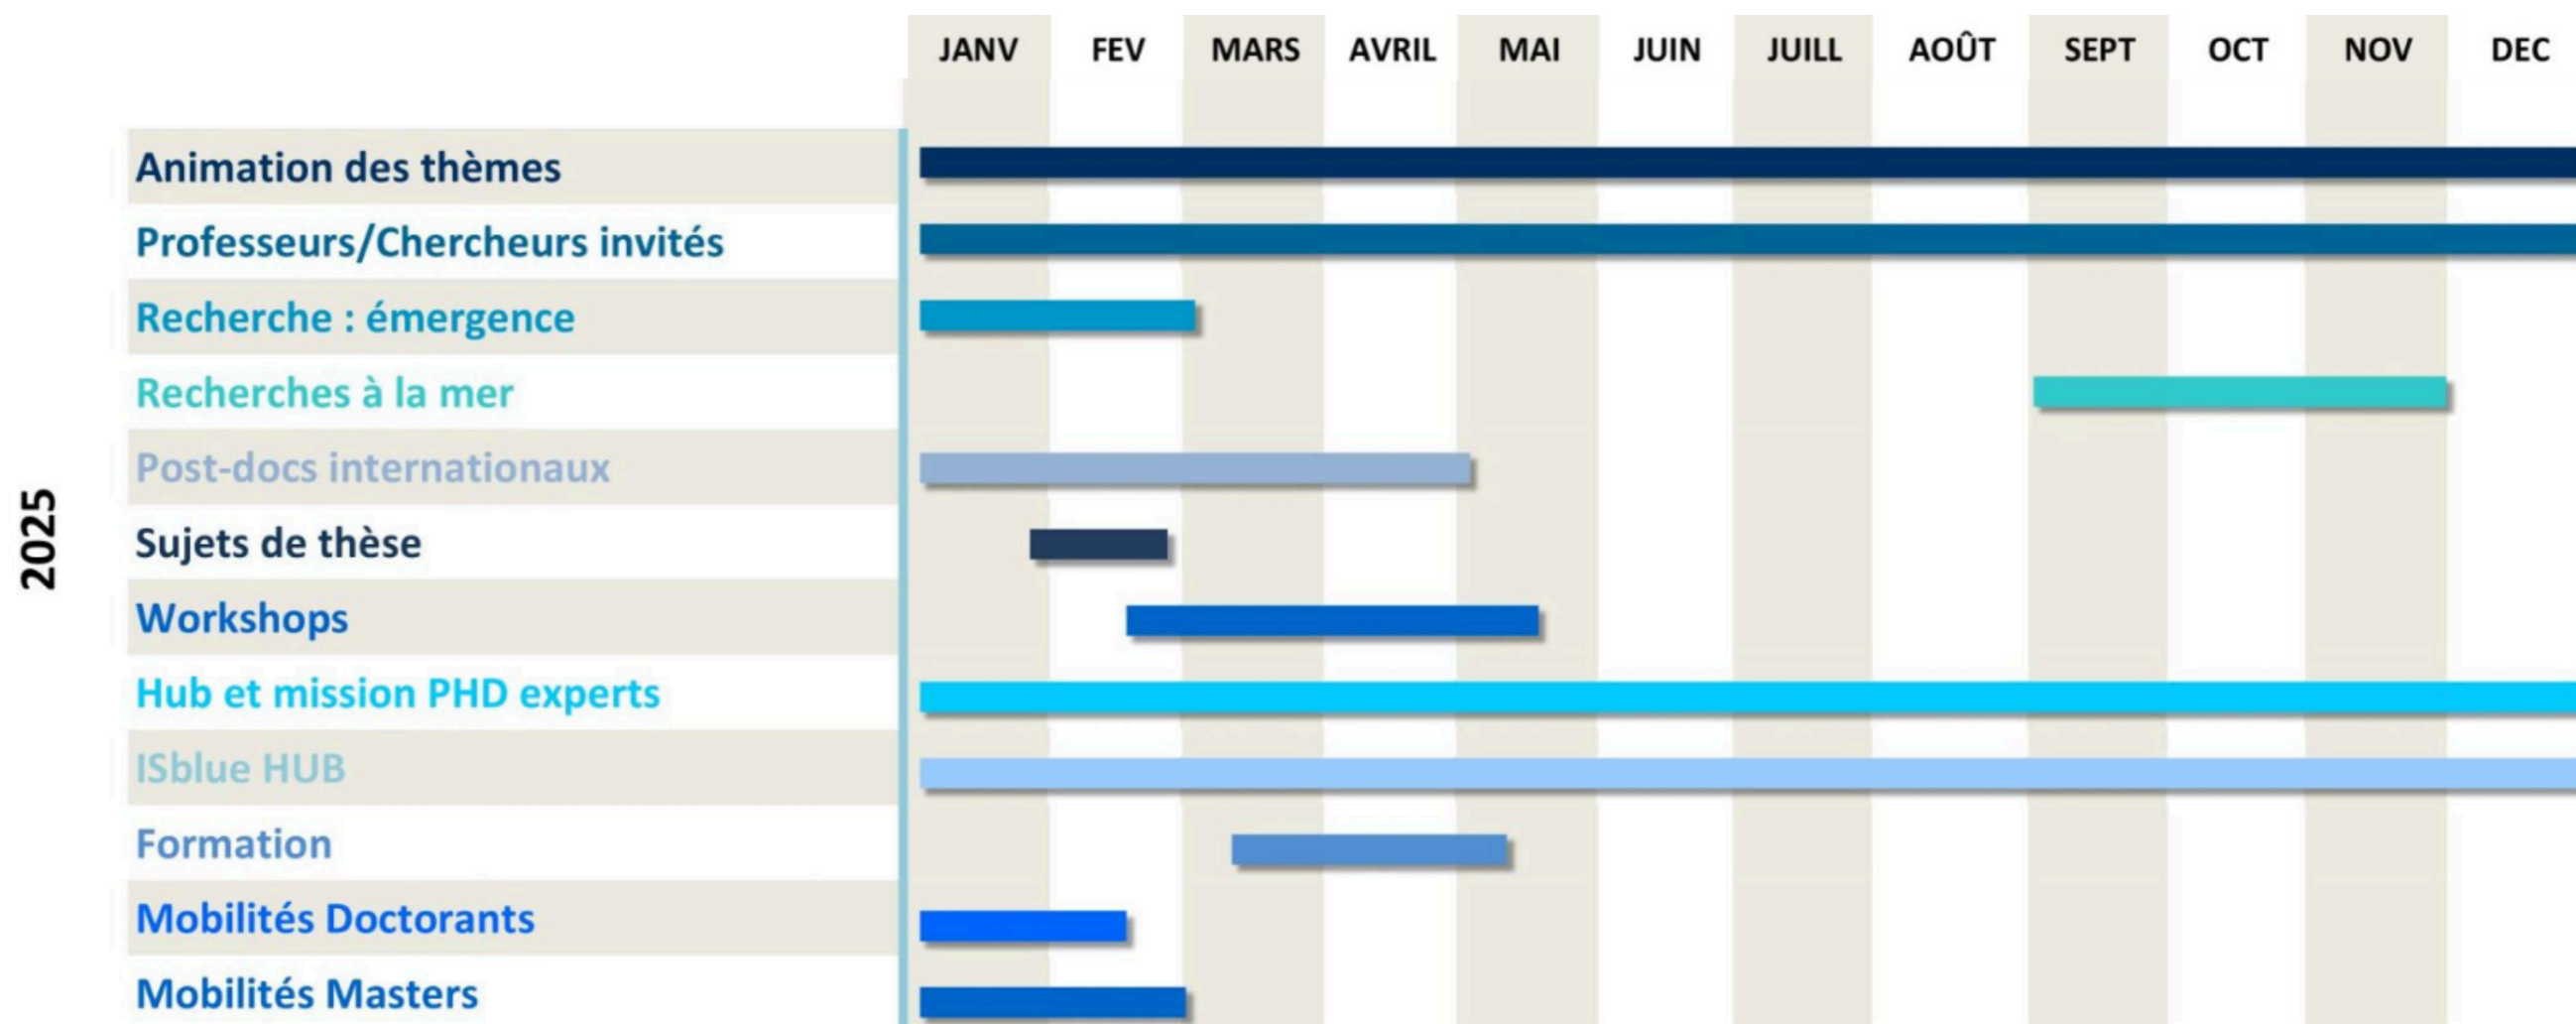 JANV FEV MARS AVRIL MAI JUIN JUILL AOÛT SEPT OCT NOV DEC
Animation des thèmes
Professeurs/Chercheurs invités
Recherche : émergence
Recherches à la mer
Post-docs internationaux
2025
Sujets de thèse
Workshops
Hub et mission PHD experts
ISblue HUB
Formation
Mobilités Doctorants
Mobilités Masters